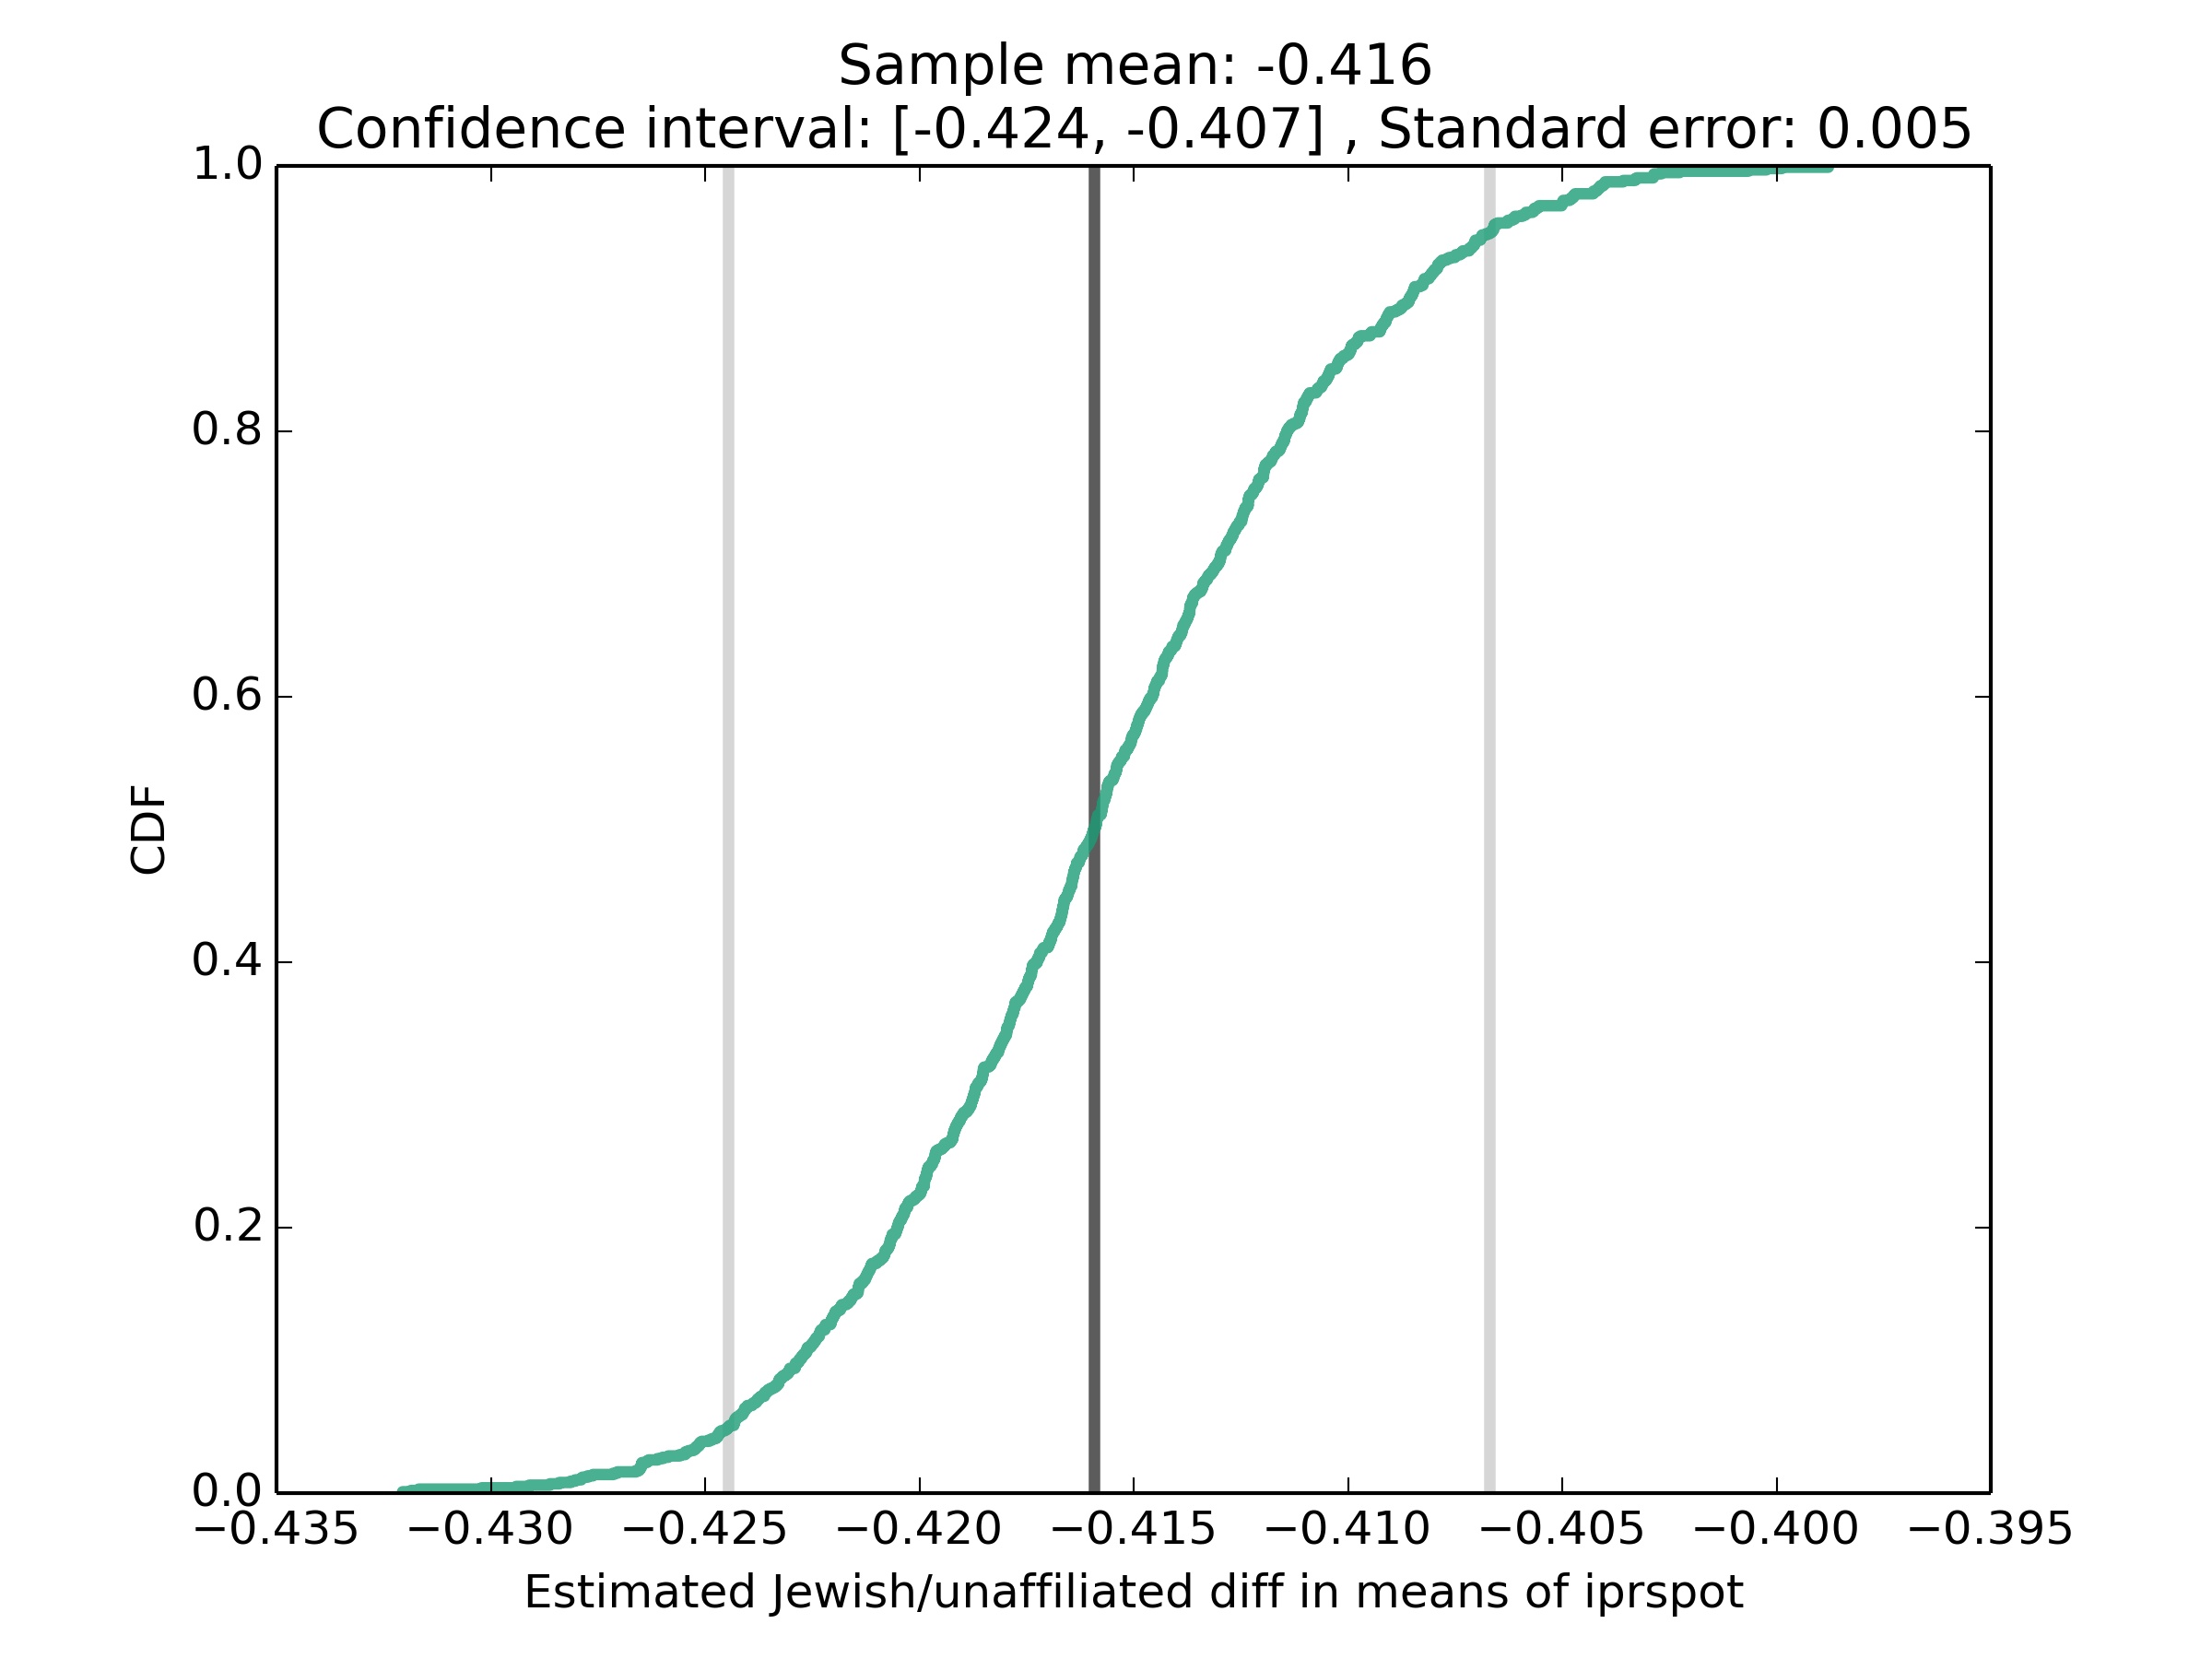 Sample mean: -0.416
Confidence interval: [-0.424, -0.407] , Standard error: 0.005
1.0
0.8
0.6
0.4
0.2
0.0
CDF
−0.435 −0.430 −0.425 −0.420 −0.415 −0.410 −0.405 −0.400 −0.395
Estimated Jewish/unaffiliated diff in means of iprspot